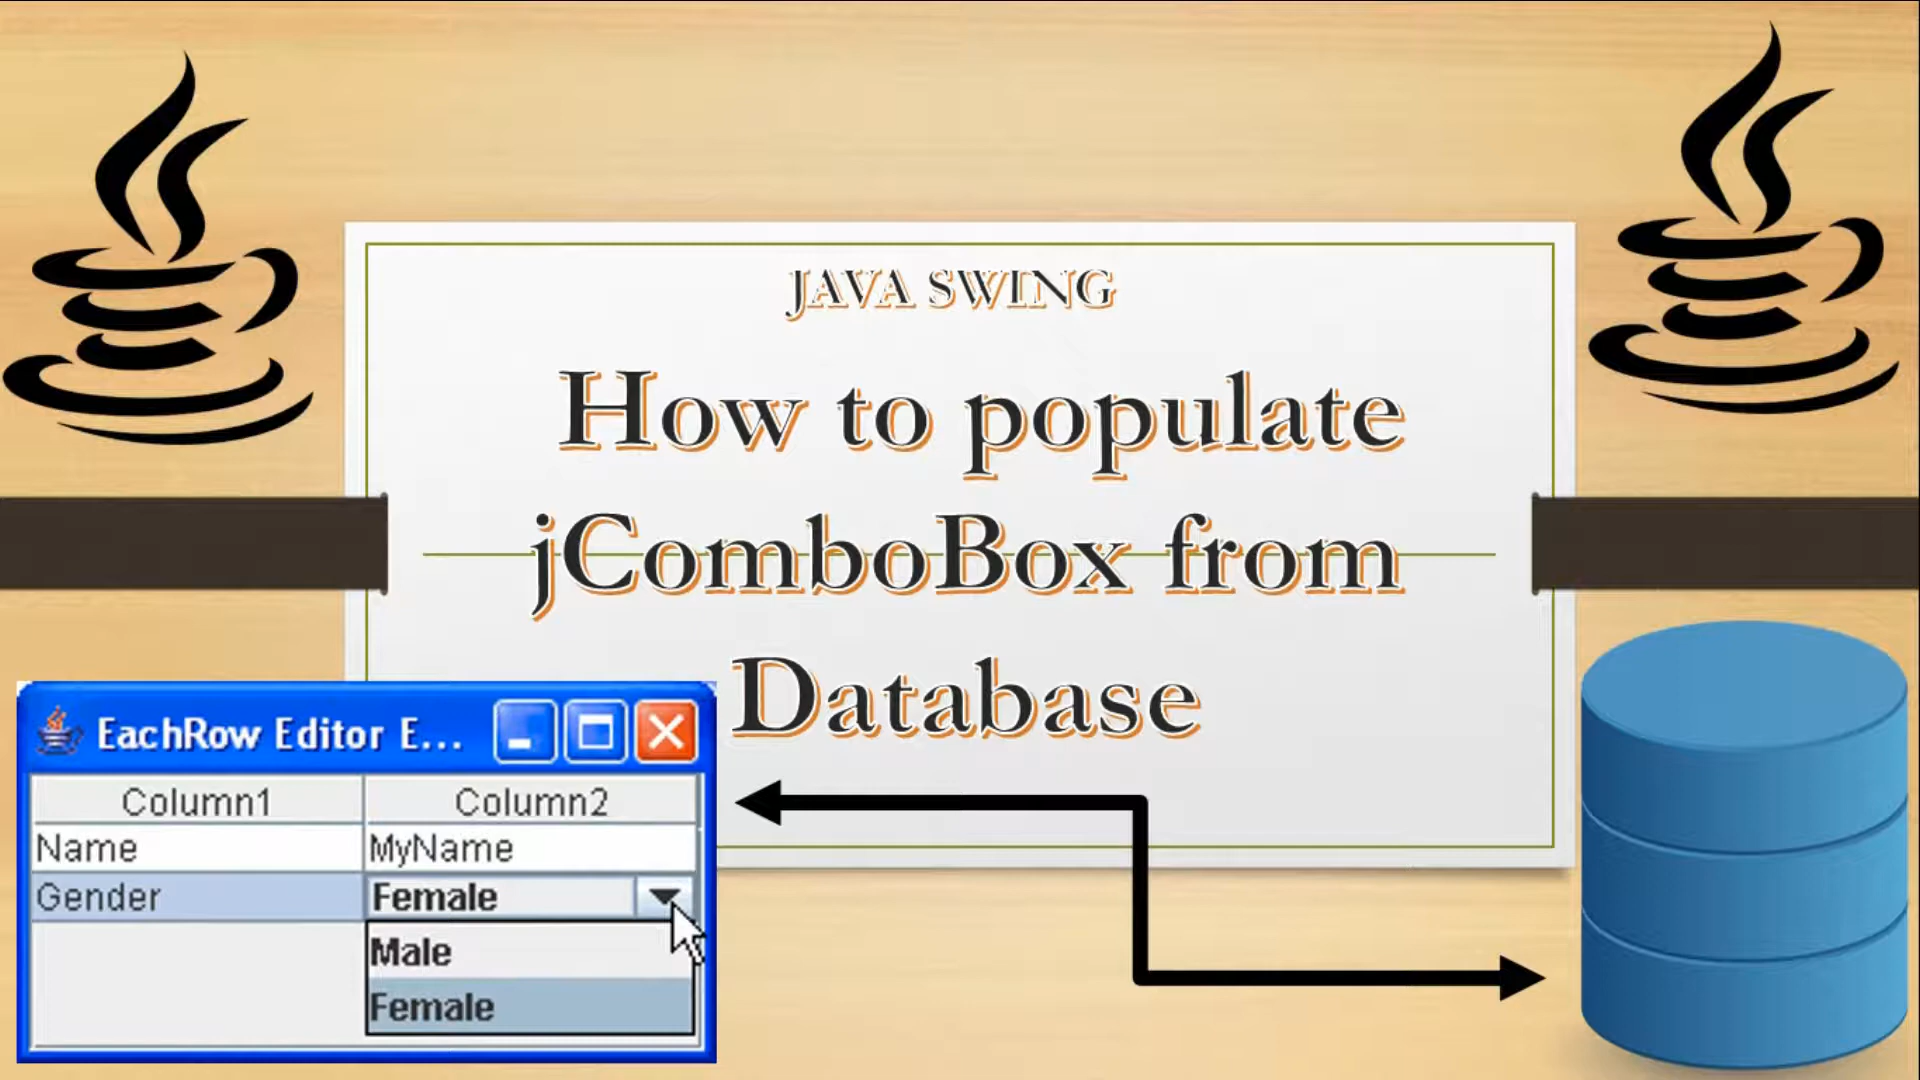 JAVA SWING
How to populate
jComboBox from
Database
EachRow Editor E...
Column1 Column2
Name MyName
Gender Female
Male
Female